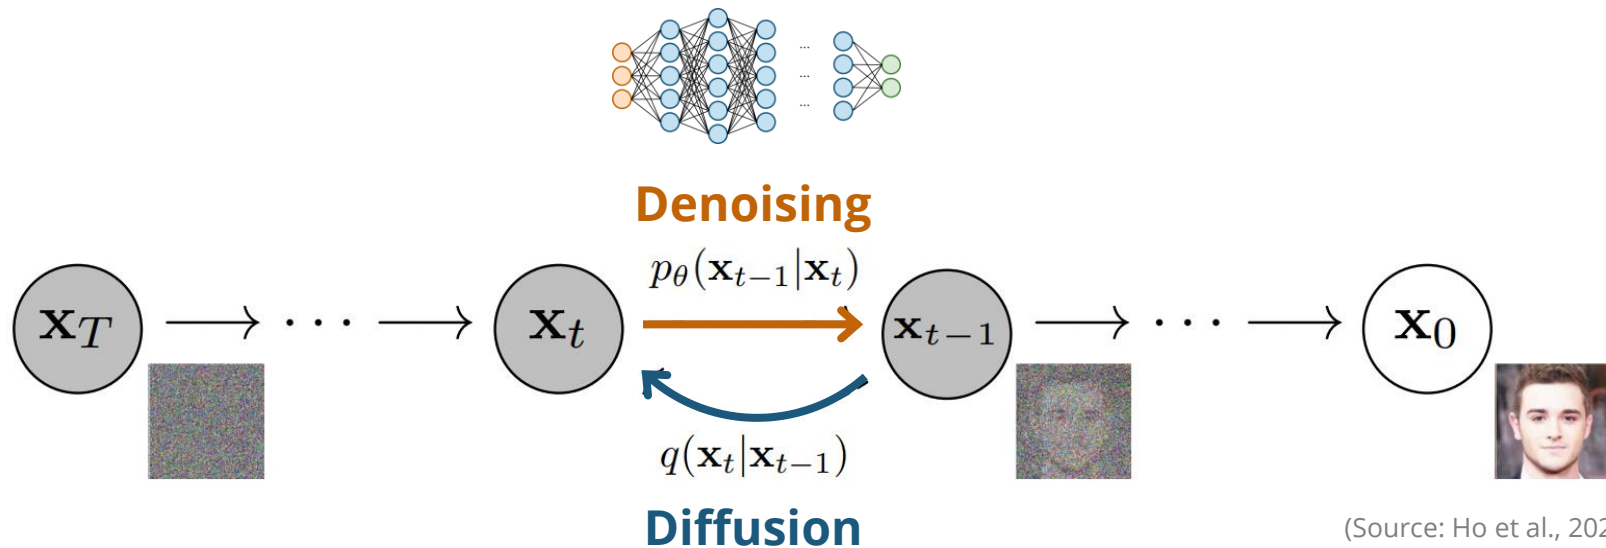 ...
...
...
Denoising
pθ(xt−1|xt)
xT → · · · → xt → xt−1 → · · · → x0
q(xt|xt−1)
Diffusion
(Source: Ho et al., 202